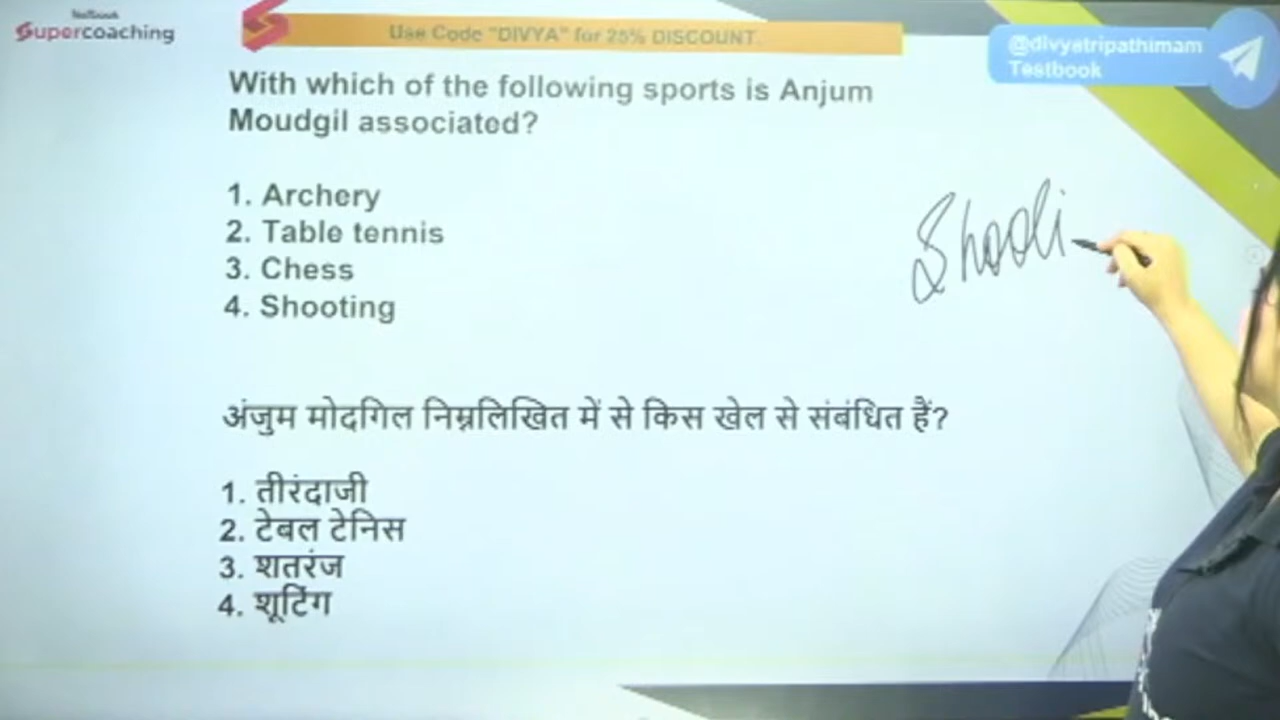 Testbook
Supercoaching
Use Code "DIVYA" for 25% DISCOUNT.
@divyatripathimam
Testbook
With which of the following sports is Anjum
Moudgil associated?
1. Archery
2. Table tennis
3. Chess
4. Shooting
Shooti
अंजुम मोदगिल निम्नलिखित में से किस खेल से संबंधित हैं?
1. तीरंदाजी
2. टेबल टेनिस
3. शतरंज
4. शूटिंग